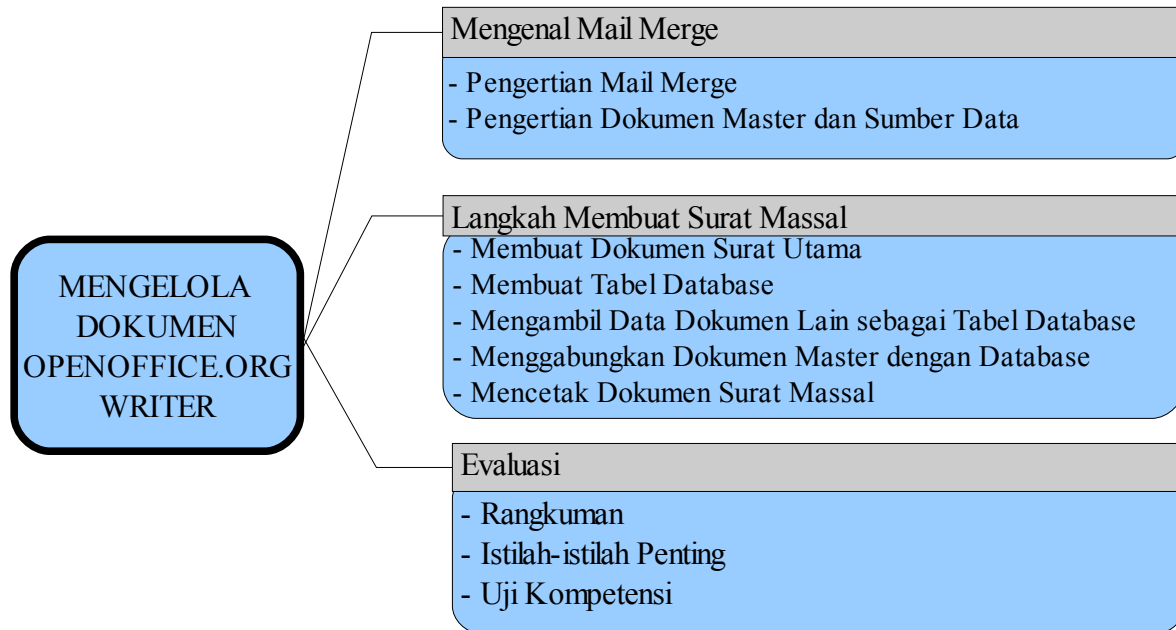 Mengenal Mail Merge
- Pengertian Mail Merge
- Pengertian Dokumen Master dan Sumber Data
MENGELOLA
DOKUMEN
OPENOFFICE.ORG
WRITER
Langkah Membuat Surat Massal
- Membuat Dokumen Surat Utama
- Membuat Tabel Database
- Mengambil Data Dokumen Lain sebagai Tabel Database
- Menggabungkan Dokumen Master dengan Database
- Mencetak Dokumen Surat Massal
Evaluasi
- Rangkuman
- Istilah-istilah Penting
- Uji Kompetensi